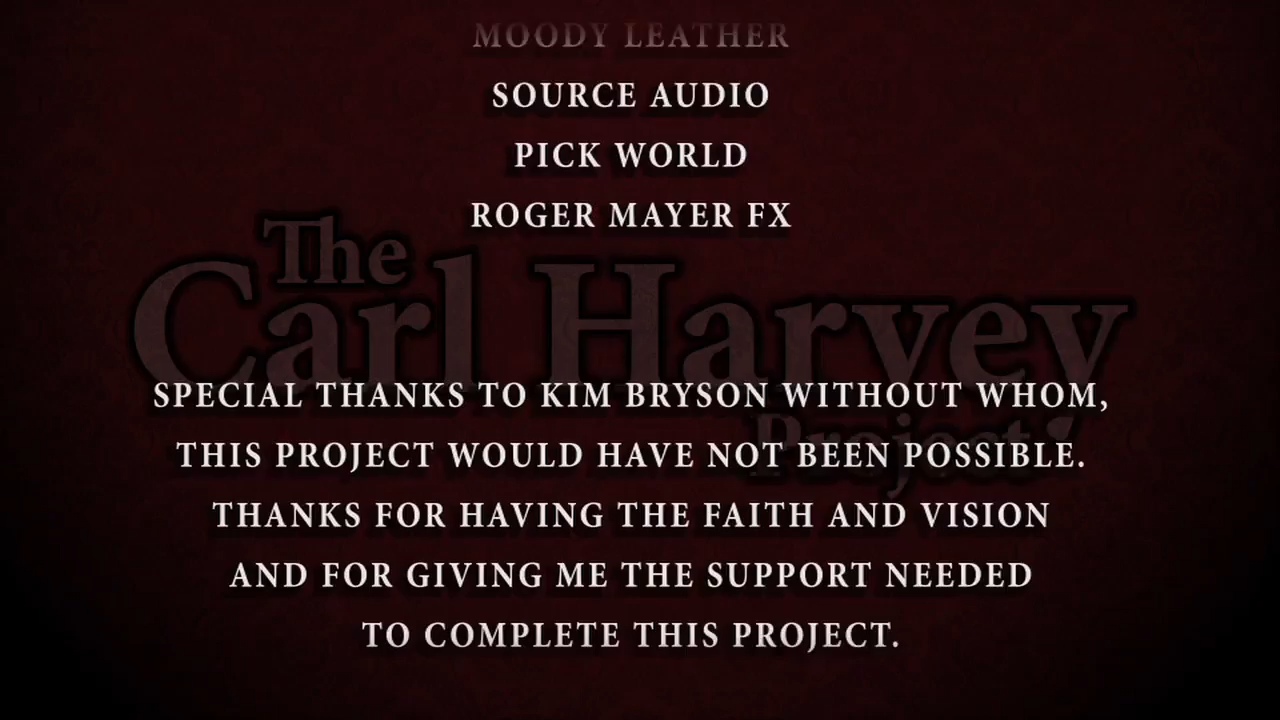 MOODY LEATHER
SOURCE AUDIO
PICK WORLD
ROGER MAYER FX
The
Carl Harvey
Project
SPECIAL THANKS TO KIM BRYSON WITHOUT WHOM,
THIS PROJECT WOULD HAVE NOT BEEN POSSIBLE.
THANKS FOR HAVING THE FAITH AND VISION
AND FOR GIVING ME THE SUPPORT NEEDED
TO COMPLETE THIS PROJECT.